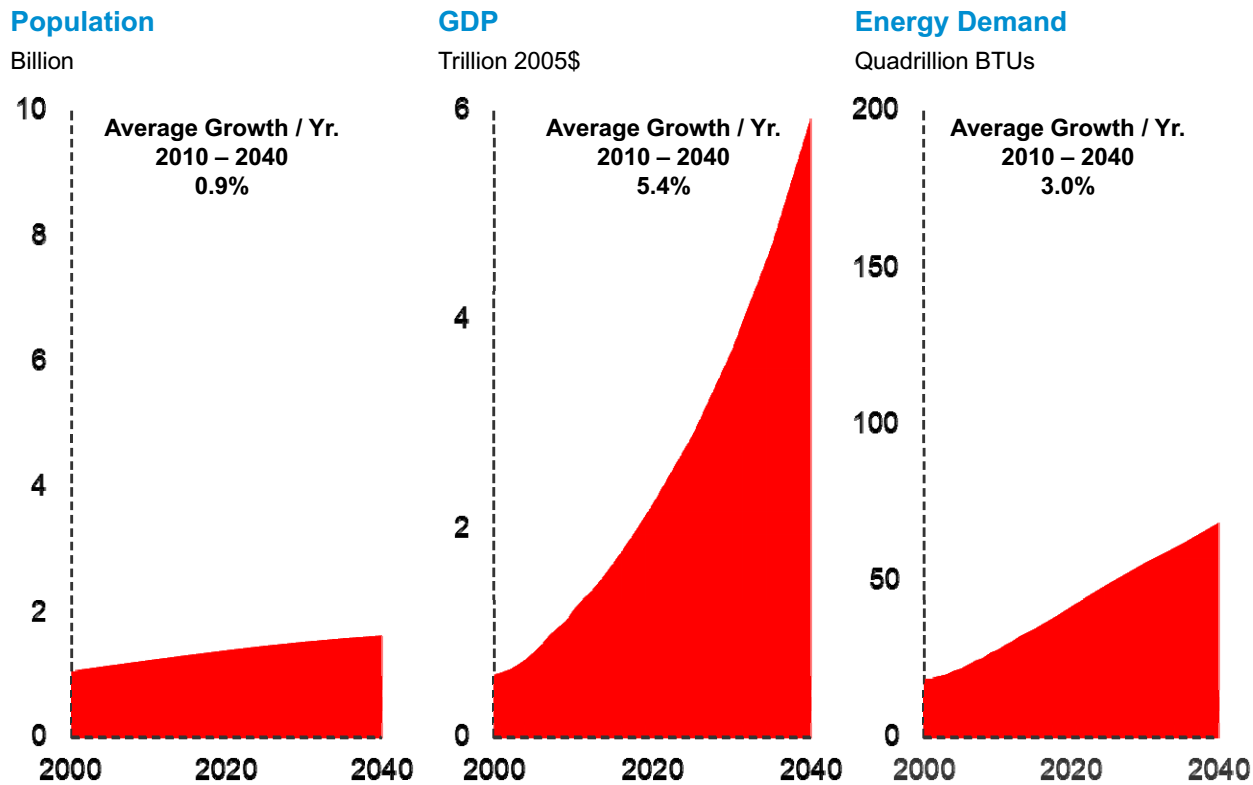 Population
Billion
10
Average Growth / Yr.
2010 – 2040
0.9%
8
6
4
2
0
2000 2020 2040
GDP
Trillion 2005$
6
Average Growth / Yr.
2010 – 2040
5.4%
4
2
0
2000 2020 2040
Energy Demand
Quadrillion BTUs
200
Average Growth / Yr.
2010 – 2040
3.0%
150
100
50
0
2000 2020 2040